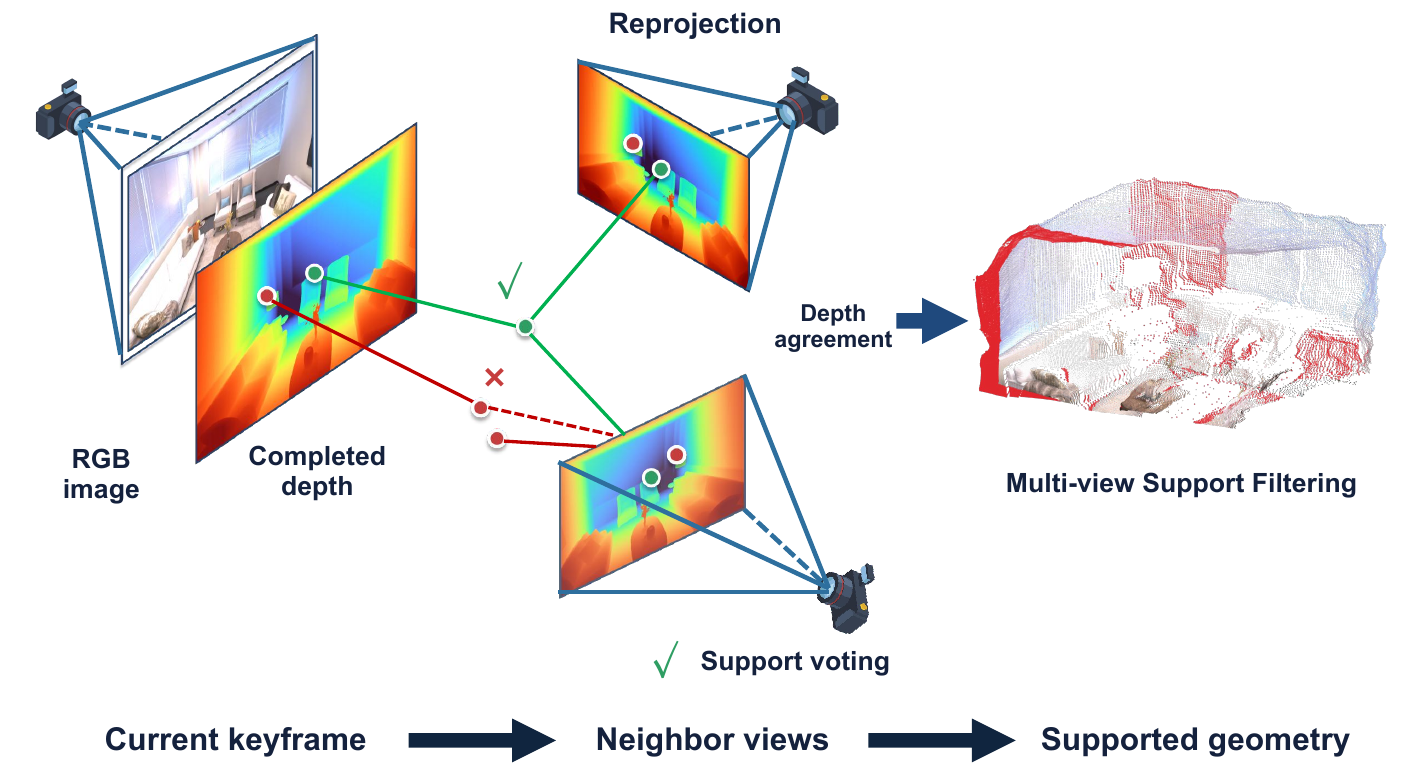 Reprojection
Depth
agreement
RGB
image
Completed
depth
Multi-view Support Filtering
Support voting
Current keyframe
Neighbor views
Supported geometry